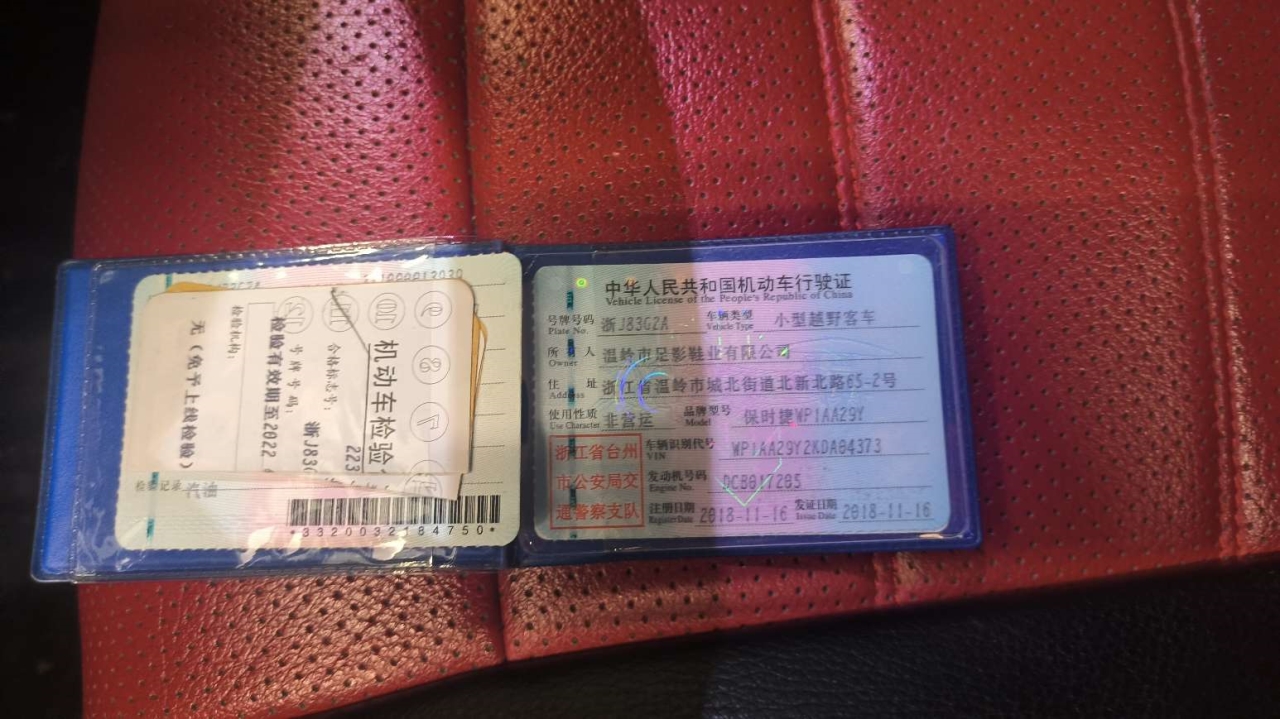 中华人民共和国机动车行驶证
Vehicle License of the People's Republic of China
号牌号码 浙J83G2A 车辆类型 小型越野客车
Plate No. Vehicle Type
所有人 温岭市足影鞋业有限公司
Owner
住址 浙江省温岭市城北街道北新北路65-2号
Address
使用性质 非营运 品牌型号 保时捷WP1AA29Y
Use Character Model
浙江省台州
市公安局交
通警察支队
车辆识别代号 WP1AA29Y2KDA04373
VIN
发动机号码 DCB017285
Engine No.
注册日期 2018-11-16 发证日期 2018-11-16
Register Date Issue Date
机动车检验
合格标志号:
223
号牌号码:
浙J83G
检验有效期至2022
检验机构:
无(免予上线检验)
检验记录
*3320032184750*